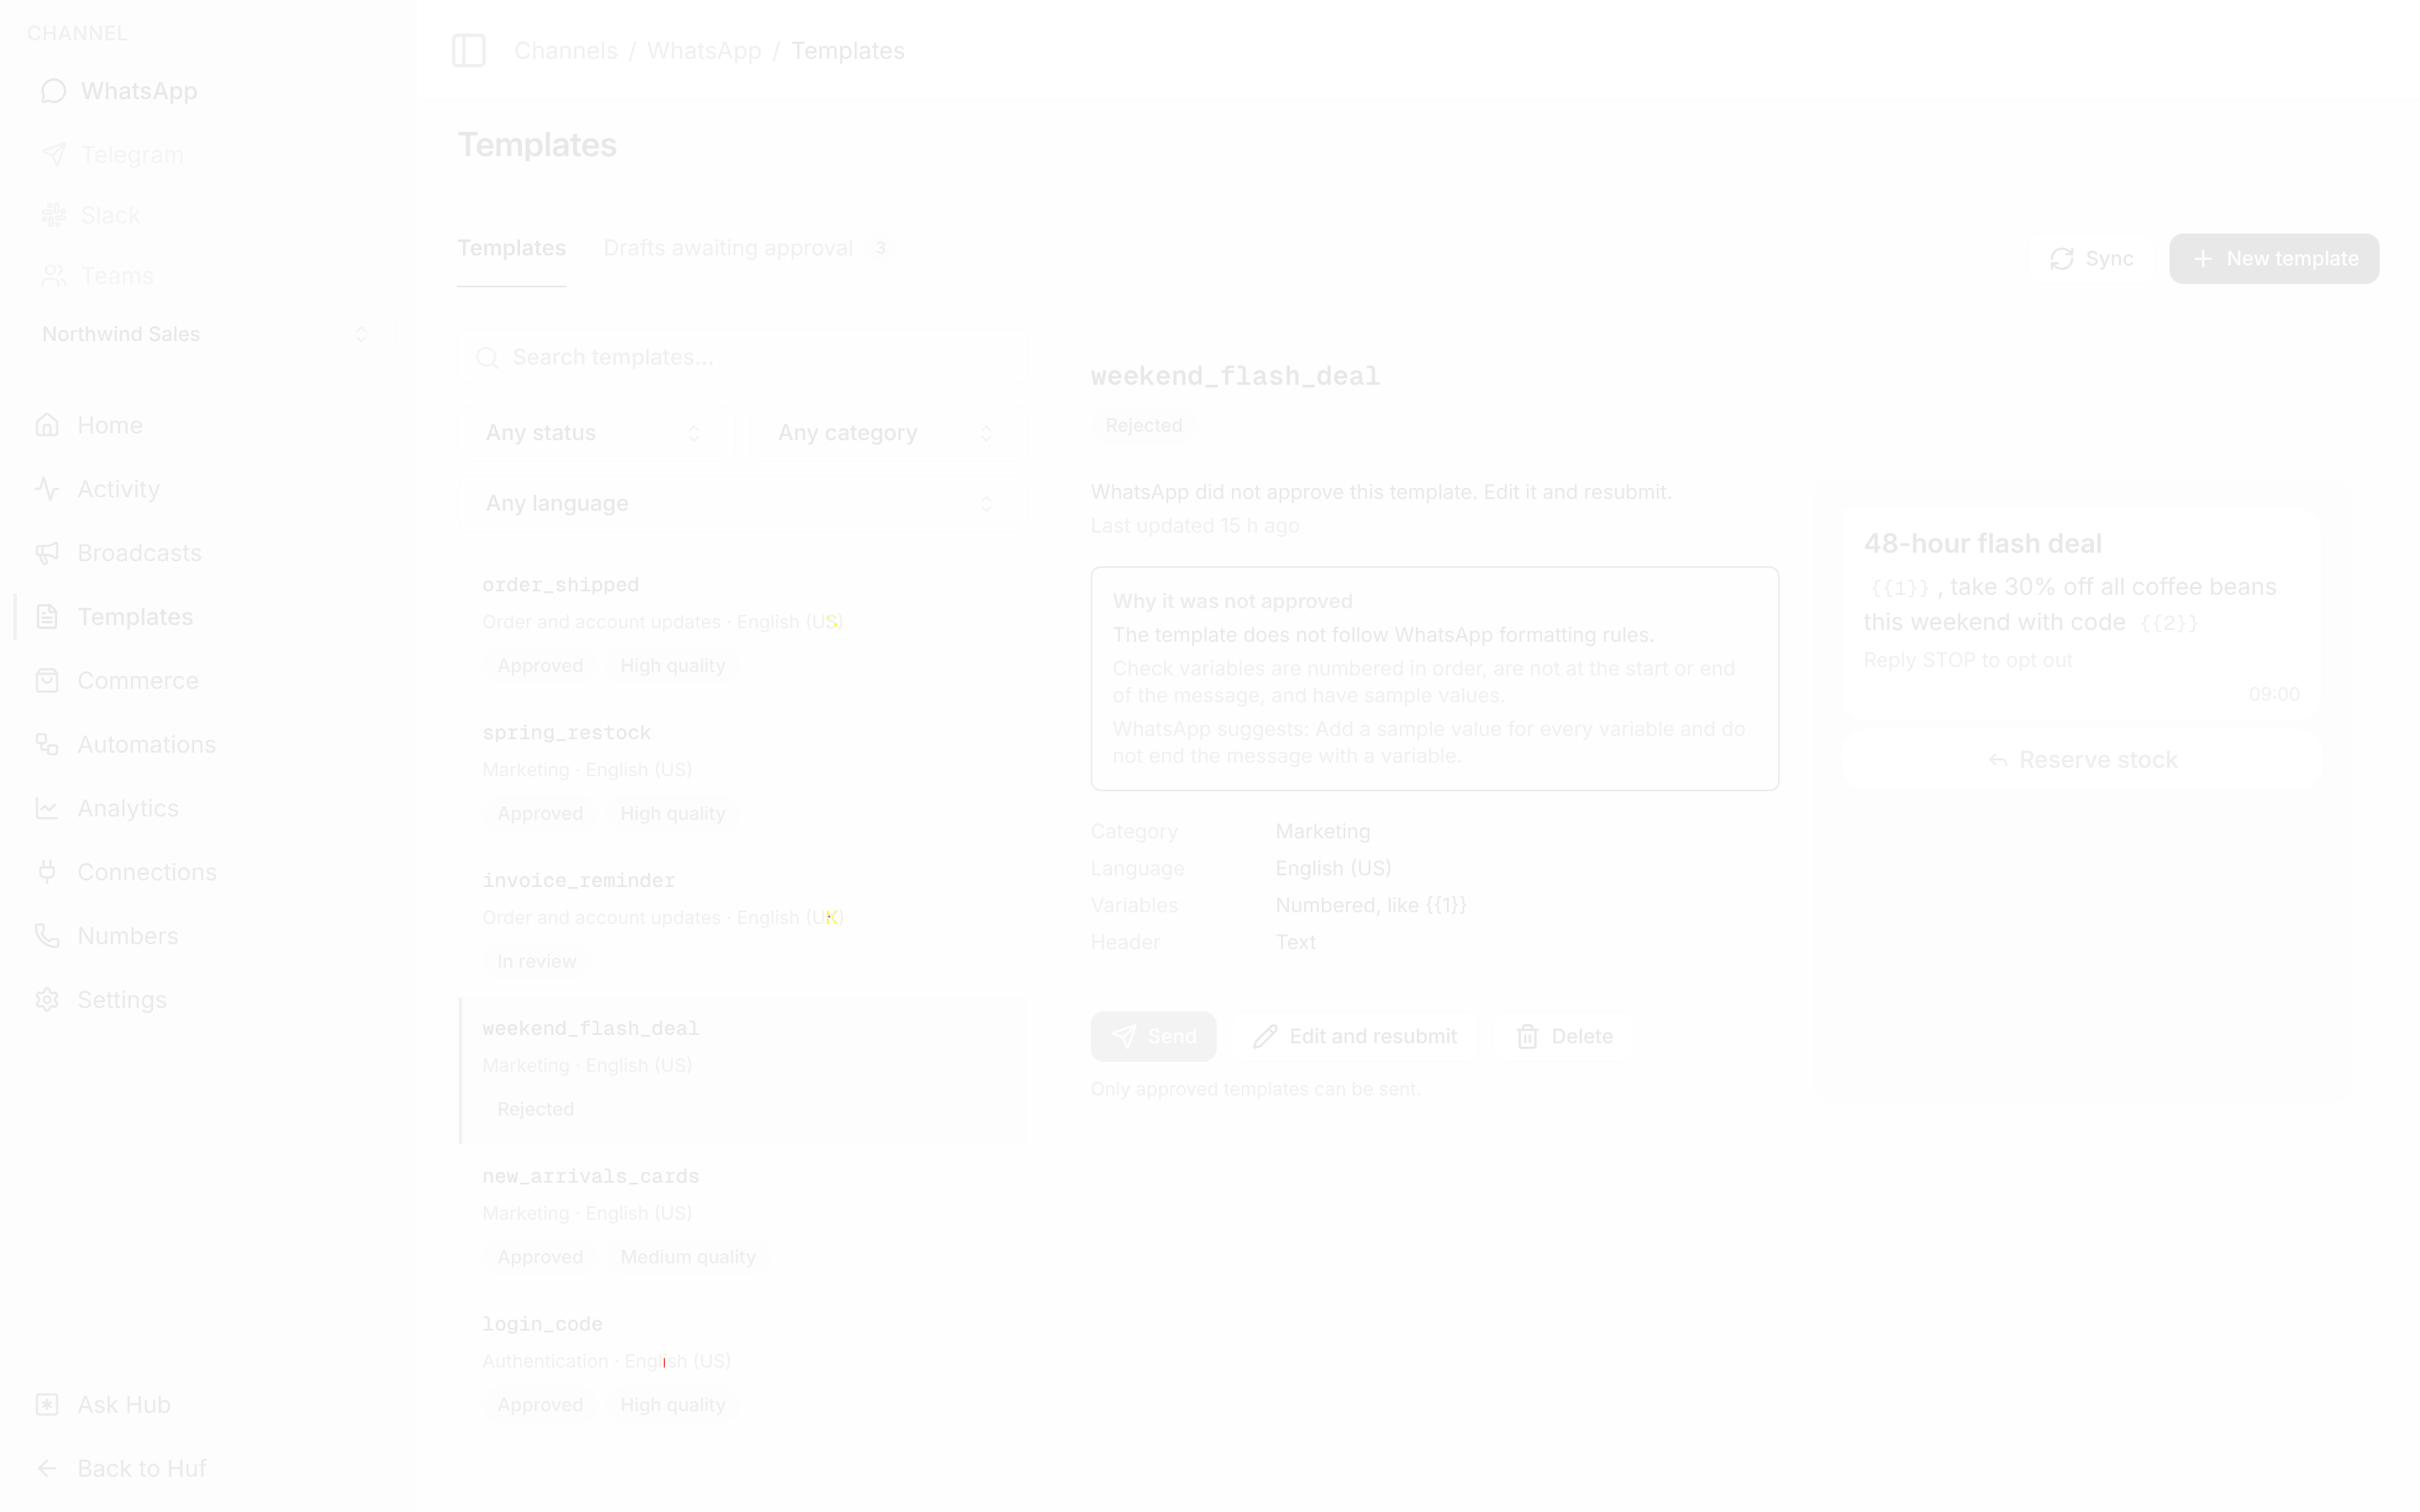 CHANNEL
WhatsApp
Telegram
Slack
Teams
Northwind Sales
Home
Activity
Broadcasts
Templates
Commerce
Automations
Analytics
Connections
Numbers
Settings
Ask Hub
Back to Huf
Channels / WhatsApp / Templates
Templates
Templates
Drafts awaiting approval 3
Sync
New template
Search templates...
Any status
Any category
Any language
order_shipped
Order and account updates · English (US)
Approved High quality
spring_restock
Marketing · English (US)
Approved High quality
invoice_reminder
Order and account updates · English (UK)
In review
weekend_flash_deal
Marketing · English (US)
Rejected
new_arrivals_cards
Marketing · English (US)
Approved Medium quality
login_code
Authentication · English (US)
Approved High quality
weekend_flash_deal
Rejected
WhatsApp did not approve this template. Edit it and resubmit.
Last updated 15 h ago
Why it was not approved
The template does not follow WhatsApp formatting rules.
Check variables are numbered in order, are not at the start or end
of the message, and have sample values.
WhatsApp suggests: Add a sample value for every variable and do
not end the message with a variable.
Category Marketing
Language English (US)
Variables Numbered, like {{1}}
Header Text
Send
Edit and resubmit
Delete
Only approved templates can be sent.
48-hour flash deal
{{1}} , take 30% off all coffee beans
this weekend with code {{2}}
Reply STOP to opt out
09:00
Reserve stock